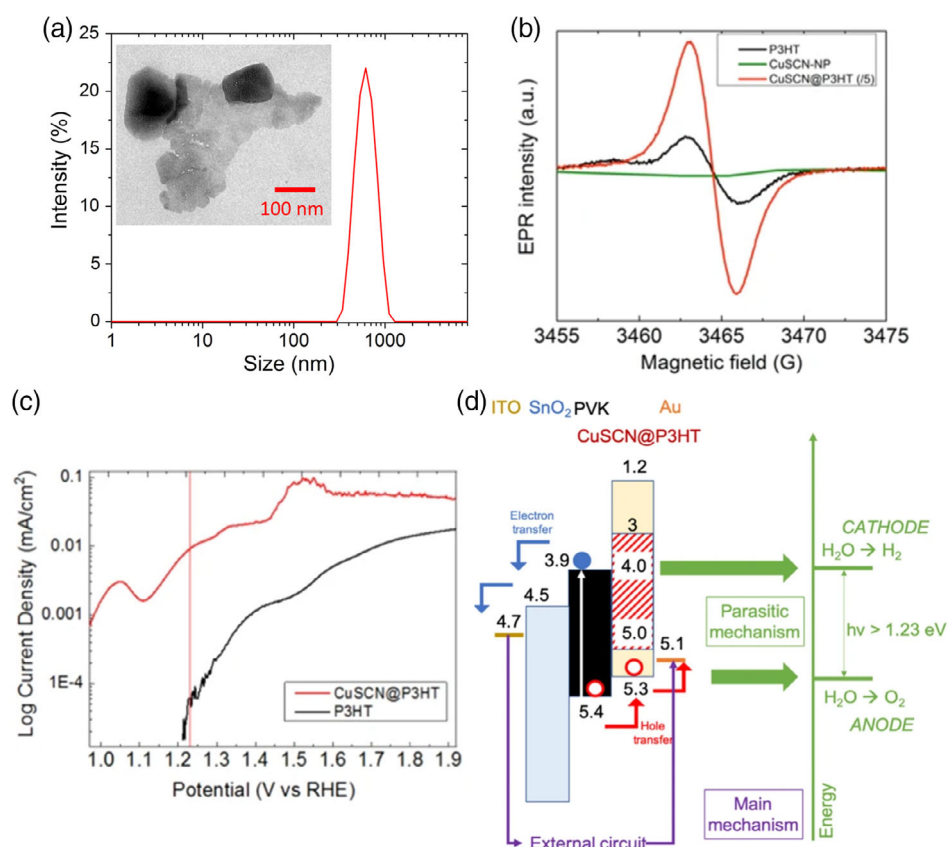 (a)
25
20
15
10
5
0
Intensity (%)
100 nm
1 10 100 1000
Size (nm)
(b)
P3HT
CuSCN-NP
CuSCN@P3HT (/5)
EPR intensity (a.u.)
3455 3460 3465 3470 3475
Magnetic field (G)
(c)
0.1
0.01
0.001
1E-4
Log Current Density (mA/cm²)
CuSCN@P3HT
P3HT
1.0 1.1 1.2 1.3 1.4 1.5 1.6 1.7 1.8 1.9
Potential (V vs RHE)
(d)
ITO SnO₂ PVK Au
CuSCN@P3HT
1.2
Electron
transfer
3
3.9
4.0
4.5
4.7
5.0
5.1
5.3
5.4
Hole
transfer
External circuit
CATHODE
H₂O → H₂
Parasitic
mechanism
hν > 1.23 eV
H₂O → O₂
ANODE
Main
mechanism
Energy